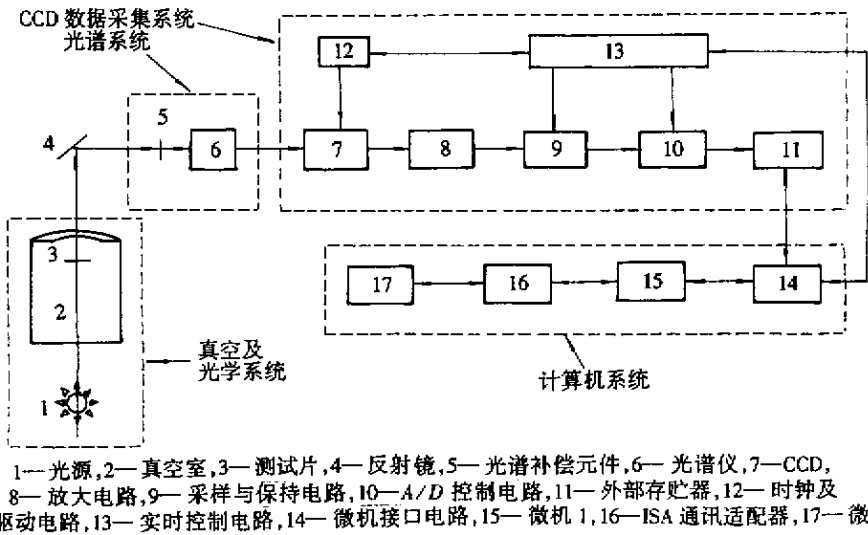 CCD 数据采集系统
光谱系统
12
13
4
5
6
7
8
9
10
11
3
2
17
16
15
14
真空及
光学系统
1
计算机系统
1—光源,2—真空室,3—测试片,4—反射镜,5—光谱补偿元件,6—光谱仪,7—CCD,
8—放大电路,9—采样与保持电路,10—A/D 控制电路,11—外部存贮器,12—时钟及
驱动电路,13—实时控制电路,14—微机接口电路,15—微机 1,16—ISA 通讯适配器,17—微